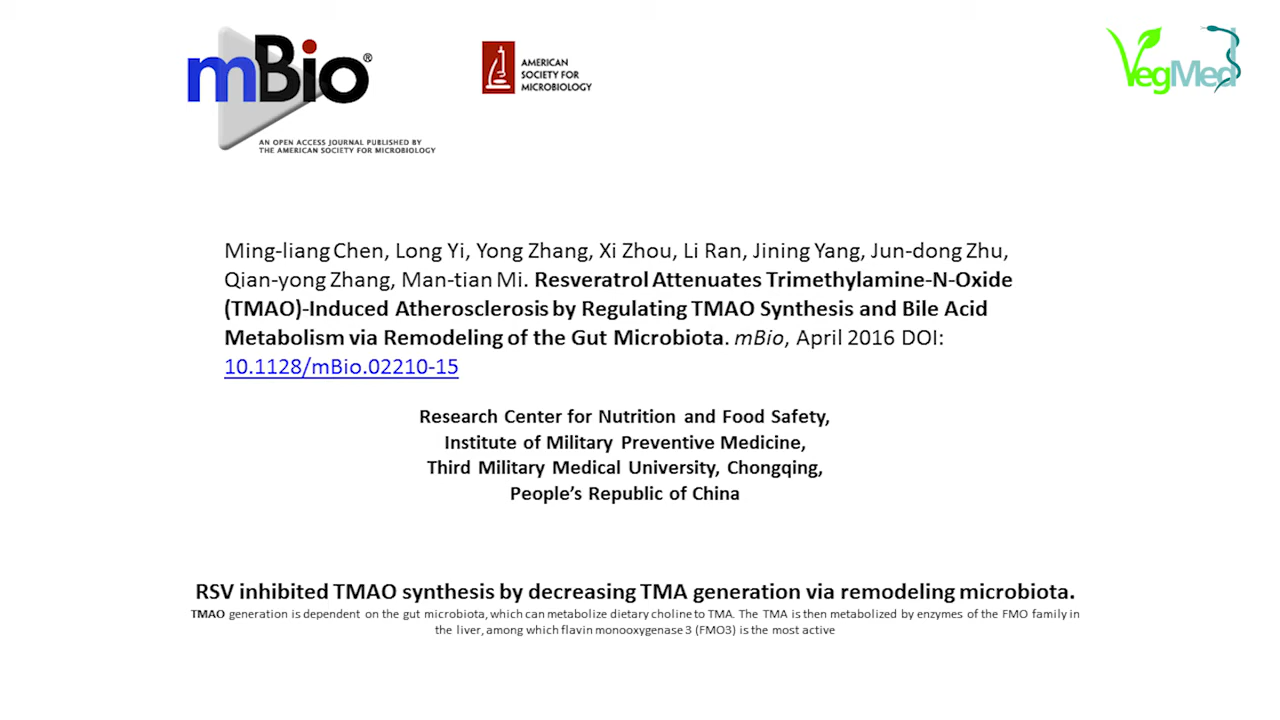 mBio®
AN OPEN ACCESS JOURNAL PUBLISHED BY
THE AMERICAN SOCIETY FOR MICROBIOLOGY
AMERICAN
SOCIETY FOR
MICROBIOLOGY
VegMed
Ming-liang Chen, Long Yi, Yong Zhang, Xi Zhou, Li Ran, Jining Yang, Jun-dong Zhu,
Qian-yong Zhang, Man-tian Mi. Resveratrol Attenuates Trimethylamine-N-Oxide
(TMAO)-Induced Atherosclerosis by Regulating TMAO Synthesis and Bile Acid
Metabolism via Remodeling of the Gut Microbiota. mBio, April 2016 DOI:
10.1128/mBio.02210-15
Research Center for Nutrition and Food Safety,
Institute of Military Preventive Medicine,
Third Military Medical University, Chongqing,
People's Republic of China
RSV inhibited TMAO synthesis by decreasing TMA generation via remodeling microbiota.
TMAO generation is dependent on the gut microbiota, which can metabolize dietary choline to TMA. The TMA is then metabolized by enzymes of the FMO family in
the liver, among which flavin monooxygenase 3 (FMO3) is the most active